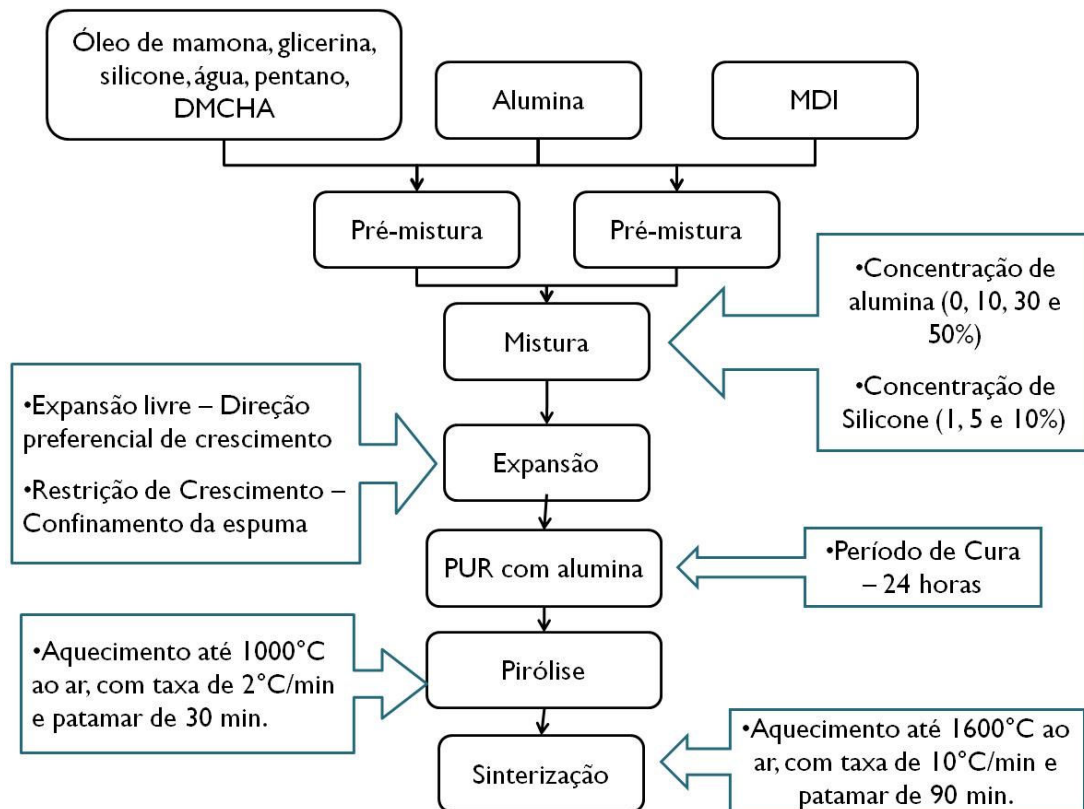 Óleo de mamona, glicerina,
silicone, água, pentano,
DMCHA
Alumina
MDI
Pré-mistura
Pré-mistura
•Concentração de
alumina (0, 10, 30 e
50%)
•Concentração de
Silicone (1, 5 e 10%)
Mistura
•Expansão livre – Direção
preferencial de crescimento
•Restrição de Crescimento –
Confinamento da espuma
Expansão
PUR com alumina
•Período de Cura
– 24 horas
•Aquecimento até 1000°C
ao ar, com taxa de 2°C/min
e patamar de 30 min.
Pirólise
Sinterização
•Aquecimento até 1600°C ao
ar, com taxa de 10°C/min e
patamar de 90 min.